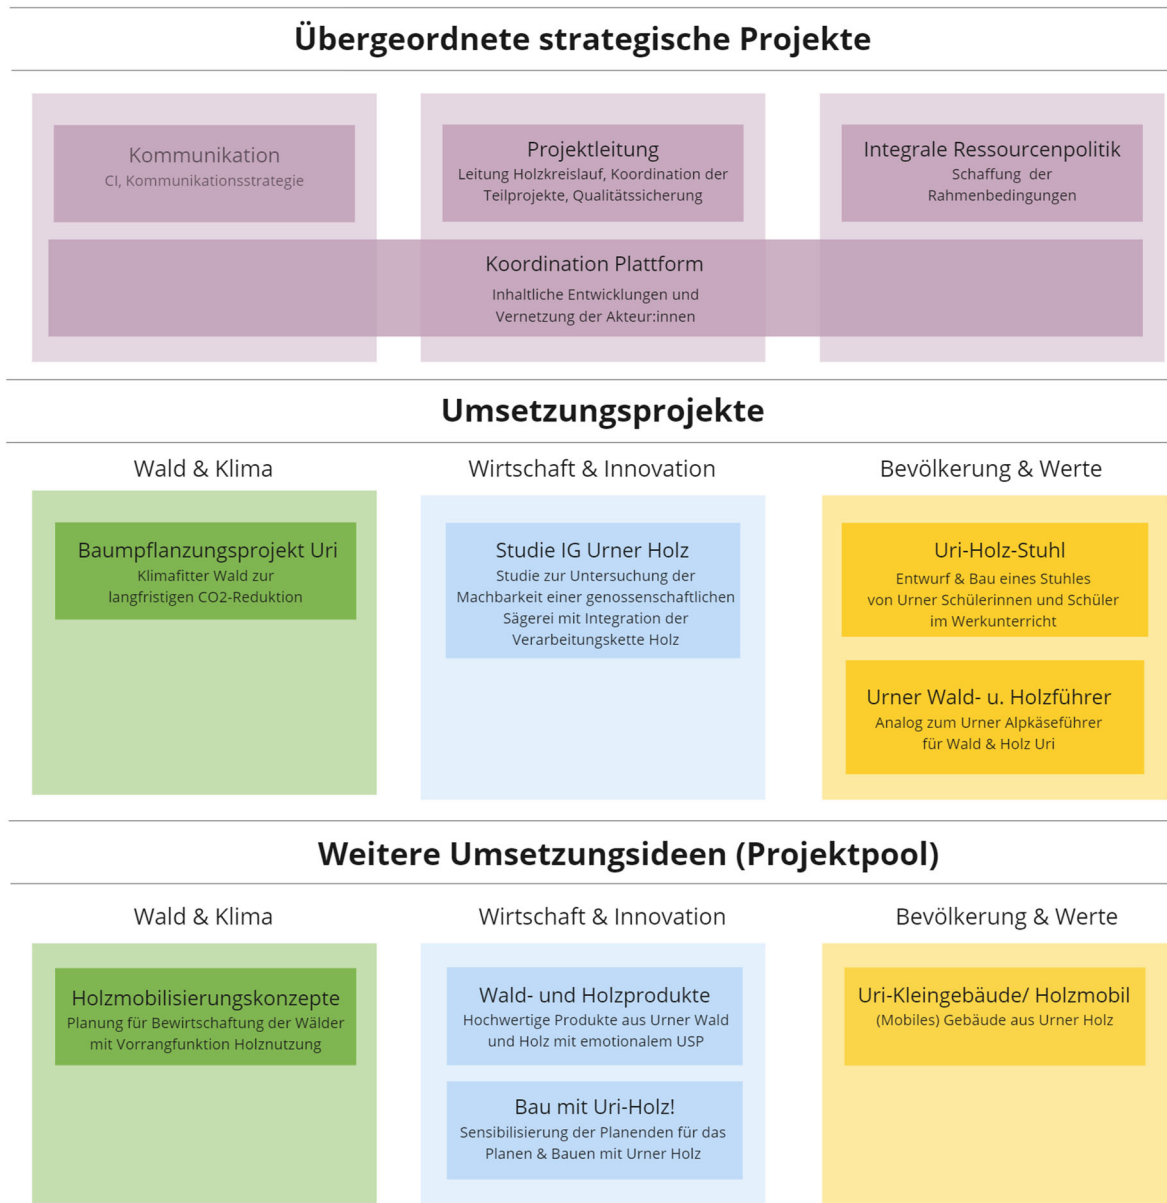 Übergeordnete strategische Projekte
Kommunikation
CI, Kommunikationsstrategie
Projektleitung
Leitung Holzkreislauf, Koordination der
Teilprojekte, Qualitätssicherung
Integrale Ressourcenpolitik
Schaffung der
Rahmenbedingungen
Koordination Plattform
Inhaltliche Entwicklungen und
Vernetzung der Akteur:innen
Umsetzungsprojekte
Wald & Klima
Baumpflanzungsprojekt Uri
Klimafitter Wald zur
langfristigen CO2-Reduktion
Wirtschaft & Innovation
Studie IG Urner Holz
Studie zur Untersuchung der
Machbarkeit einer genossenschaftlichen
Sägerei mit Integration der
Verarbeitungskette Holz
Bevölkerung & Werte
Uri-Holz-Stuhl
Entwurf & Bau eines Stuhles
von Urner Schülerinnen und Schüler
im Werkunterricht
Urner Wald- u. Holzführer
Analog zum Urner Alpkäseführer
für Wald & Holz Uri
Weitere Umsetzungsideen (Projektpool)
Wald & Klima
Holzmobilisierungskonzepte
Planung für Bewirtschaftung der Wälder
mit Vorrangfunktion Holznutzung
Wirtschaft & Innovation
Wald- und Holzprodukte
Hochwertige Produkte aus Urner Wald
und Holz mit emotionalem USP
Bau mit Uri-Holz!
Sensibilisierung der Planenden für das
Planen & Bauen mit Urner Holz
Bevölkerung & Werte
Uri-Kleingebäude/ Holzmobil
(Mobiles) Gebäude aus Urner Holz